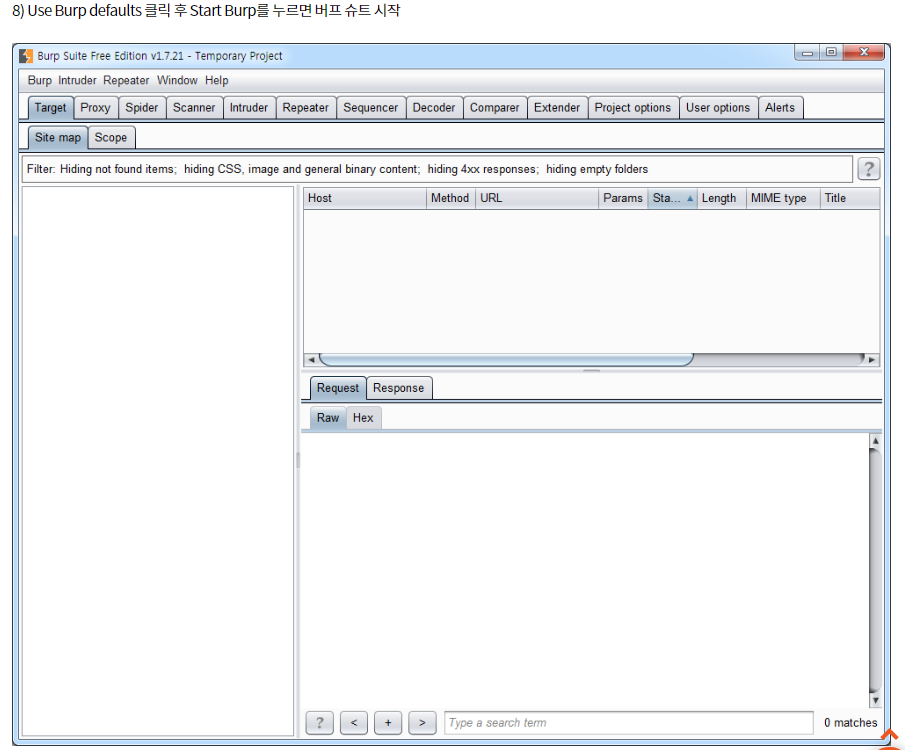 8) Use Burp defaults 클릭 후 Start Burp를 누르면 버프 슈트 시작
Burp Suite Free Edition v1.7.21 - Temporary Project
Burp Intruder Repeater Window Help
Target Proxy Spider Scanner Intruder Repeater Sequencer Decoder Comparer Extender Project options User options Alerts
Site map Scope
Filter: Hiding not found items; hiding CSS, image and general binary content; hiding 4xx responses; hiding empty folders ?
Host Method URL Params Sta... Length MIME type Title
Request Response
Raw Hex
? < + > Type a search term 0 matches